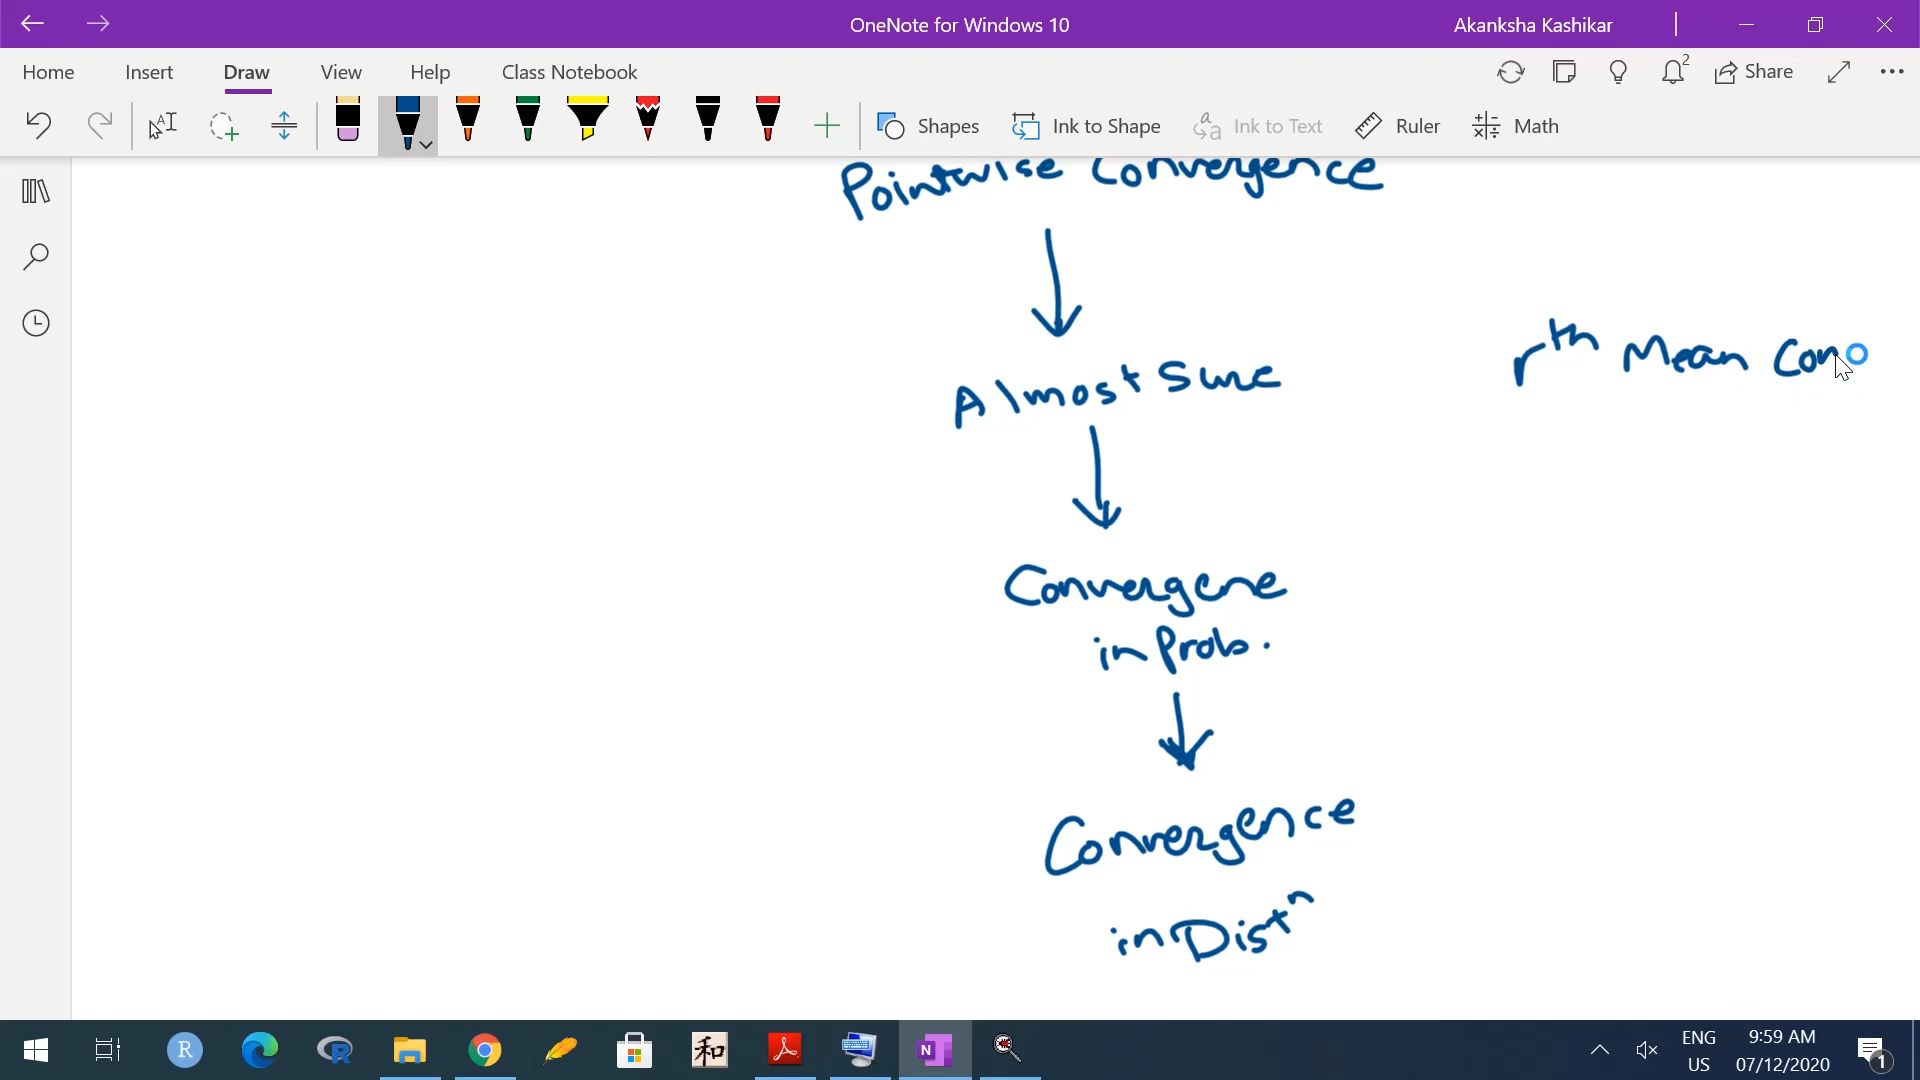 OneNote for Windows 10
Akanksha Kashikar
Home Insert Draw View Help Class Notebook
2
Share
Shapes
Ink to Shape
Ink to Text
Ruler
Math
Pointwise Convergence
Almost Sure
rth Mean Con
Convergene
in Prob.
Convergence
in Distn
ENG
US
9:59 AM
07/12/2020
1